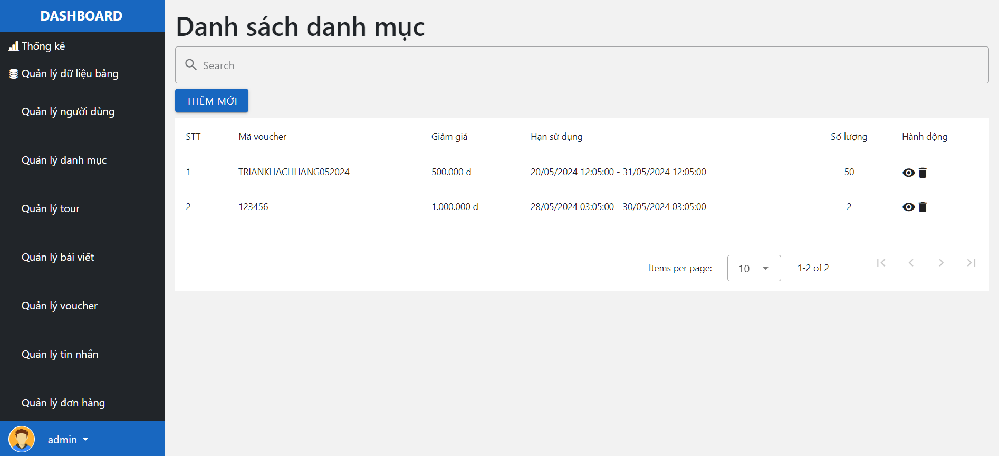 DASHBOARD
Thống kê
Quản lý dữ liệu bảng
Quản lý người dùng
Quản lý danh mục
Quản lý tour
Quản lý bài viết
Quản lý voucher
Quản lý tin nhắn
Quản lý đơn hàng
admin
Danh sách danh mục
Search
THÊM MỚI
STT Mã voucher Giảm giá Hạn sử dụng Số lượng Hành động
1 TRIANKHACHHANG052024 500.000 ₫ 20/05/2024 12:05:00 - 31/05/2024 12:05:00 50
2 123456 1.000.000 ₫ 28/05/2024 03:05:00 - 30/05/2024 03:05:00 2
Items per page: 10 1-2 of 2